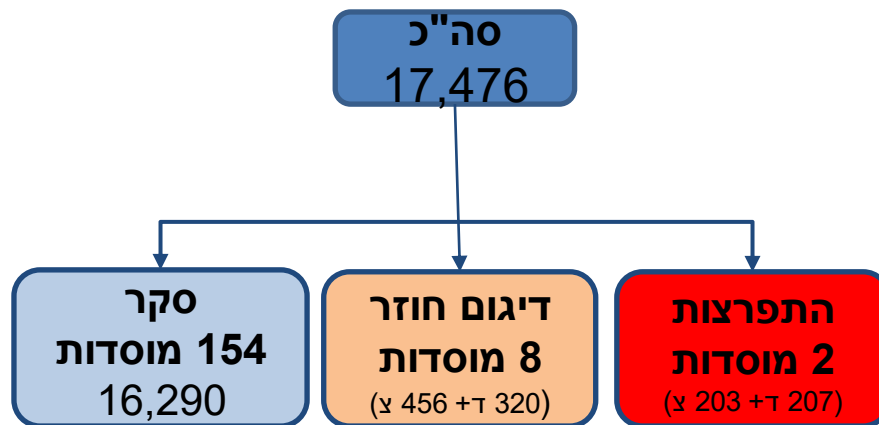 סה"כ
17,476
התפרצות
2 מוסדות
(207 ד+ 203 צ)
דיגום חוזר
8 מוסדות
(320 ד+ 456 צ)
סקר
154 מוסדות
16,290